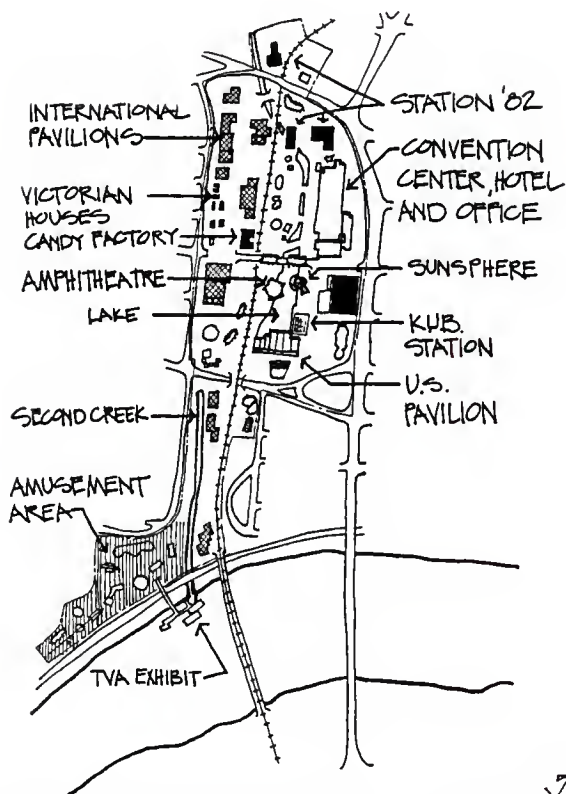 INTERNATIONAL
PAVILIONS
VICTORIAN
HOUSES
CANDY FACTORY
AMPHITHEATRE
LAKE
SECOND CREEK
AMUSEMENT
AREA
TVA EXHIBIT
STATION '82
CONVENTION
CENTER, HOTEL
AND OFFICE
SUNSPHERE
K.U.B.
STATION
U.S.
PAVILION